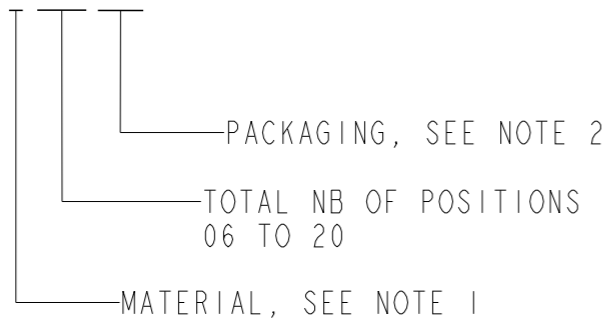 PACKAGING, SEE NOTE 2
TOTAL NB OF POSITIONS
06 TO 20
MATERIAL, SEE NOTE 1